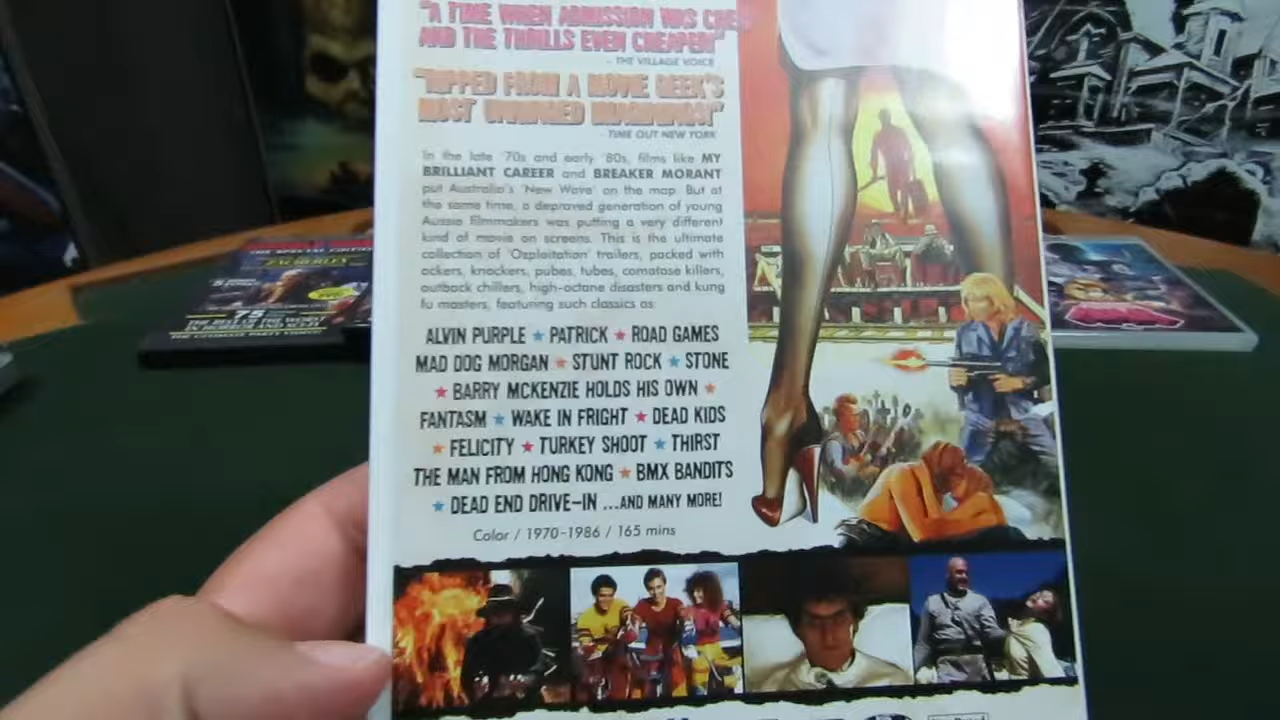 "A TIME WHEN ADMISSION WAS CHE
AND THE THRILLS EVEN CHEAPER"
- THE VILLAGE VOICE
"RIPPED FROM A MOVIE GEEK'S
MOST UNHINGED IMAGININGS!"
- TIME OUT NEW YORK
In the late '70s and early '80s, films like MY
BRILLIANT CAREER and BREAKER MORANT
put Australia's 'New Wave' on the map. But at
the same time, a depraved generation of young
Aussie filmmakers was putting a very different
kind of movie on screens. This is the ultimate
collection of 'Ozploitation' trailers, packed with
ockers, knockers, pubes, tubes, comatose killers,
outback chillers, high-octane disasters and kung
fu masters, featuring such classics as:
ALVIN PURPLE ★ PATRICK ★ ROAD GAMES
MAD DOG MORGAN ★ STUNT ROCK ★ STONE
★ BARRY MCKENZIE HOLDS HIS OWN ★
FANTASM ★ WAKE IN FRIGHT ★ DEAD KIDS
★ FELICITY ★ TURKEY SHOOT ★ THIRST
THE MAN FROM HONG KONG ★ BMX BANDITS
★ DEAD END DRIVE-IN ...AND MANY MORE!
Color / 1970-1986 / 165 mins
ZACHERLEY
75